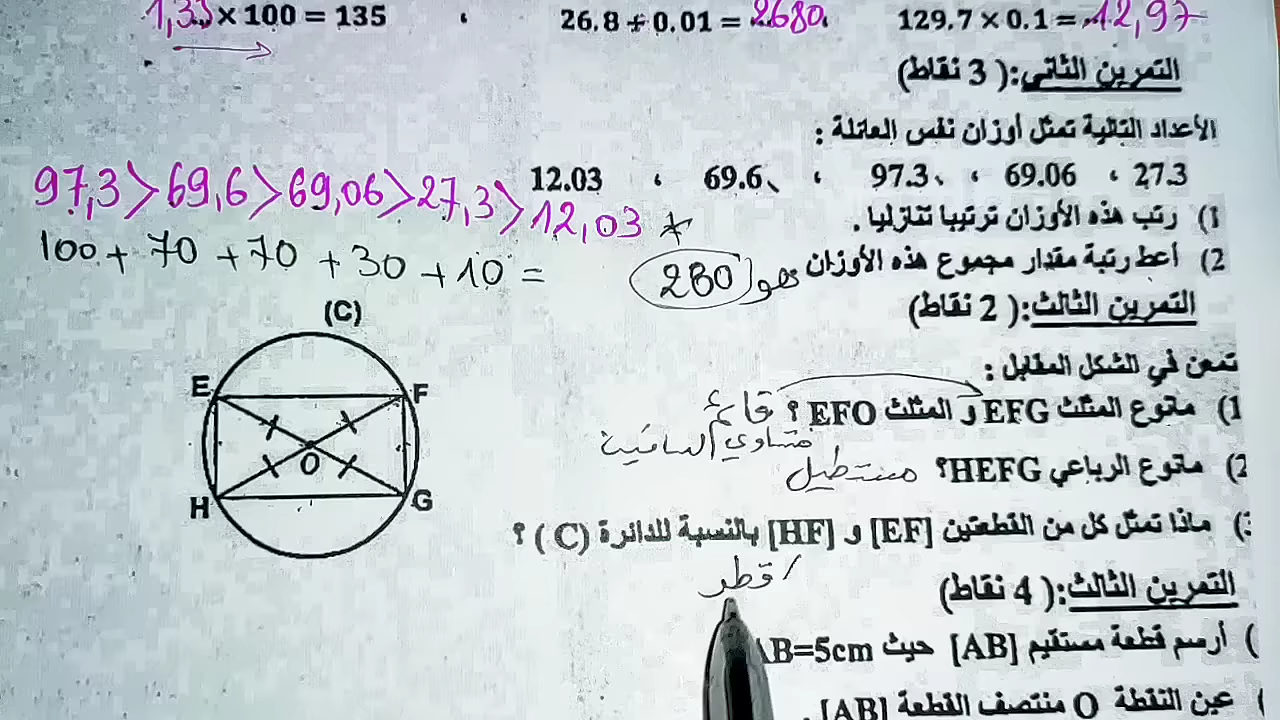 129.7 × 0.1 = 12,97 26.8 ÷ 0.01 = 2680 ، 1,35 × 100 = 135
التمرين الثاني:( 3 نقاط)
الأعداد التالية تمثل أوزان نفس العائلة :
27.3 ، 69.06 ، 97.3 ، 69.6 ، 12.03
97,3 > 69,6 > 69,06 > 27,3 > 12,03 *
1) رتب هذه الأوزان ترتيبا تنازليا .
2) أعط رتبة مقدار مجموع هذه الأوزان هو 280
100 + 70 + 70 + 30 + 10 =
التمرين الثالث:( 2 نقاط)
(C)
E
F
O
H
G
تمعن في الشكل المقابل :
1) مانوع المثلث EFG و المثلث EFO ؟ قائم
متساوي الساقين
2) مانوع الرباعي HEFG؟ مستطيل
ماذا تمثل كل من القطعتين [EF] و [HF] بالنسبة للدائرة (C) ؟
/ قطر
التمرين الثالث:( 4 نقاط)
) أرسم قطعة مستقيم [AB] حيث AB=5cm
عين النقطة O منتصف القطعة [AB] .